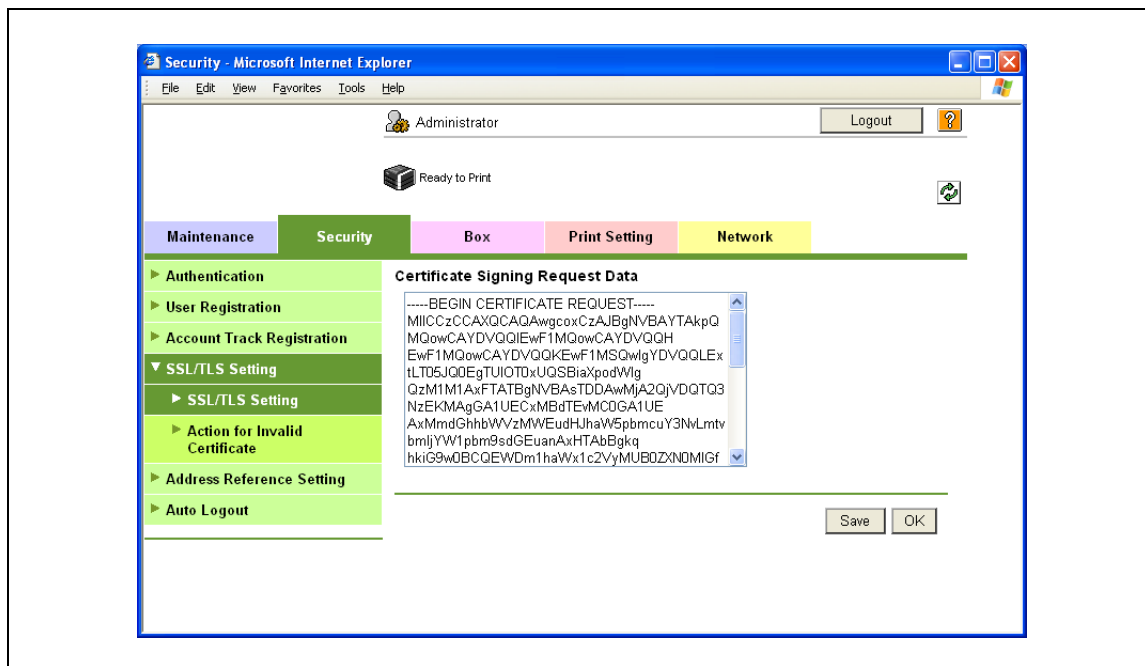 Security - Microsoft Internet Explorer
File Edit View Favorites Tools Help
Administrator
Logout
?
Ready to Print
Maintenance Security Box Print Setting Network
Authentication
User Registration
Account Track Registration
SSL/TLS Setting
SSL/TLS Setting
Action for Invalid
Certificate
Address Reference Setting
Auto Logout
Certificate Signing Request Data
-----BEGIN CERTIFICATE REQUEST-----
MIICCzCCAXQCAQAwgcoxCzAJBgNVBAYTAkpQ
MQowCAYDVQQIEwF1MQowCAYDVQQH
EwF1MQowCAYDVQQKEwF1MSQwIgYDVQQLEx
tLT05JQ0EgTUlOT0xUQSBiaXpodWIg
QzM1M1AxFTATBgNVBAsTDDAwMjA2QjVDQTQ3
NzEKMAgGA1UECxMBdTEvMC0GA1UE
AxMmdGhhbWVzMWEudHJhaW5pbmcuY3NvLmtv
bmljYW1pbm9sdGEuanAxHTAbBgkq
hkiG9w0BCQEWDm1haWx1c2VyMUB0ZXN0MIGf
Save OK